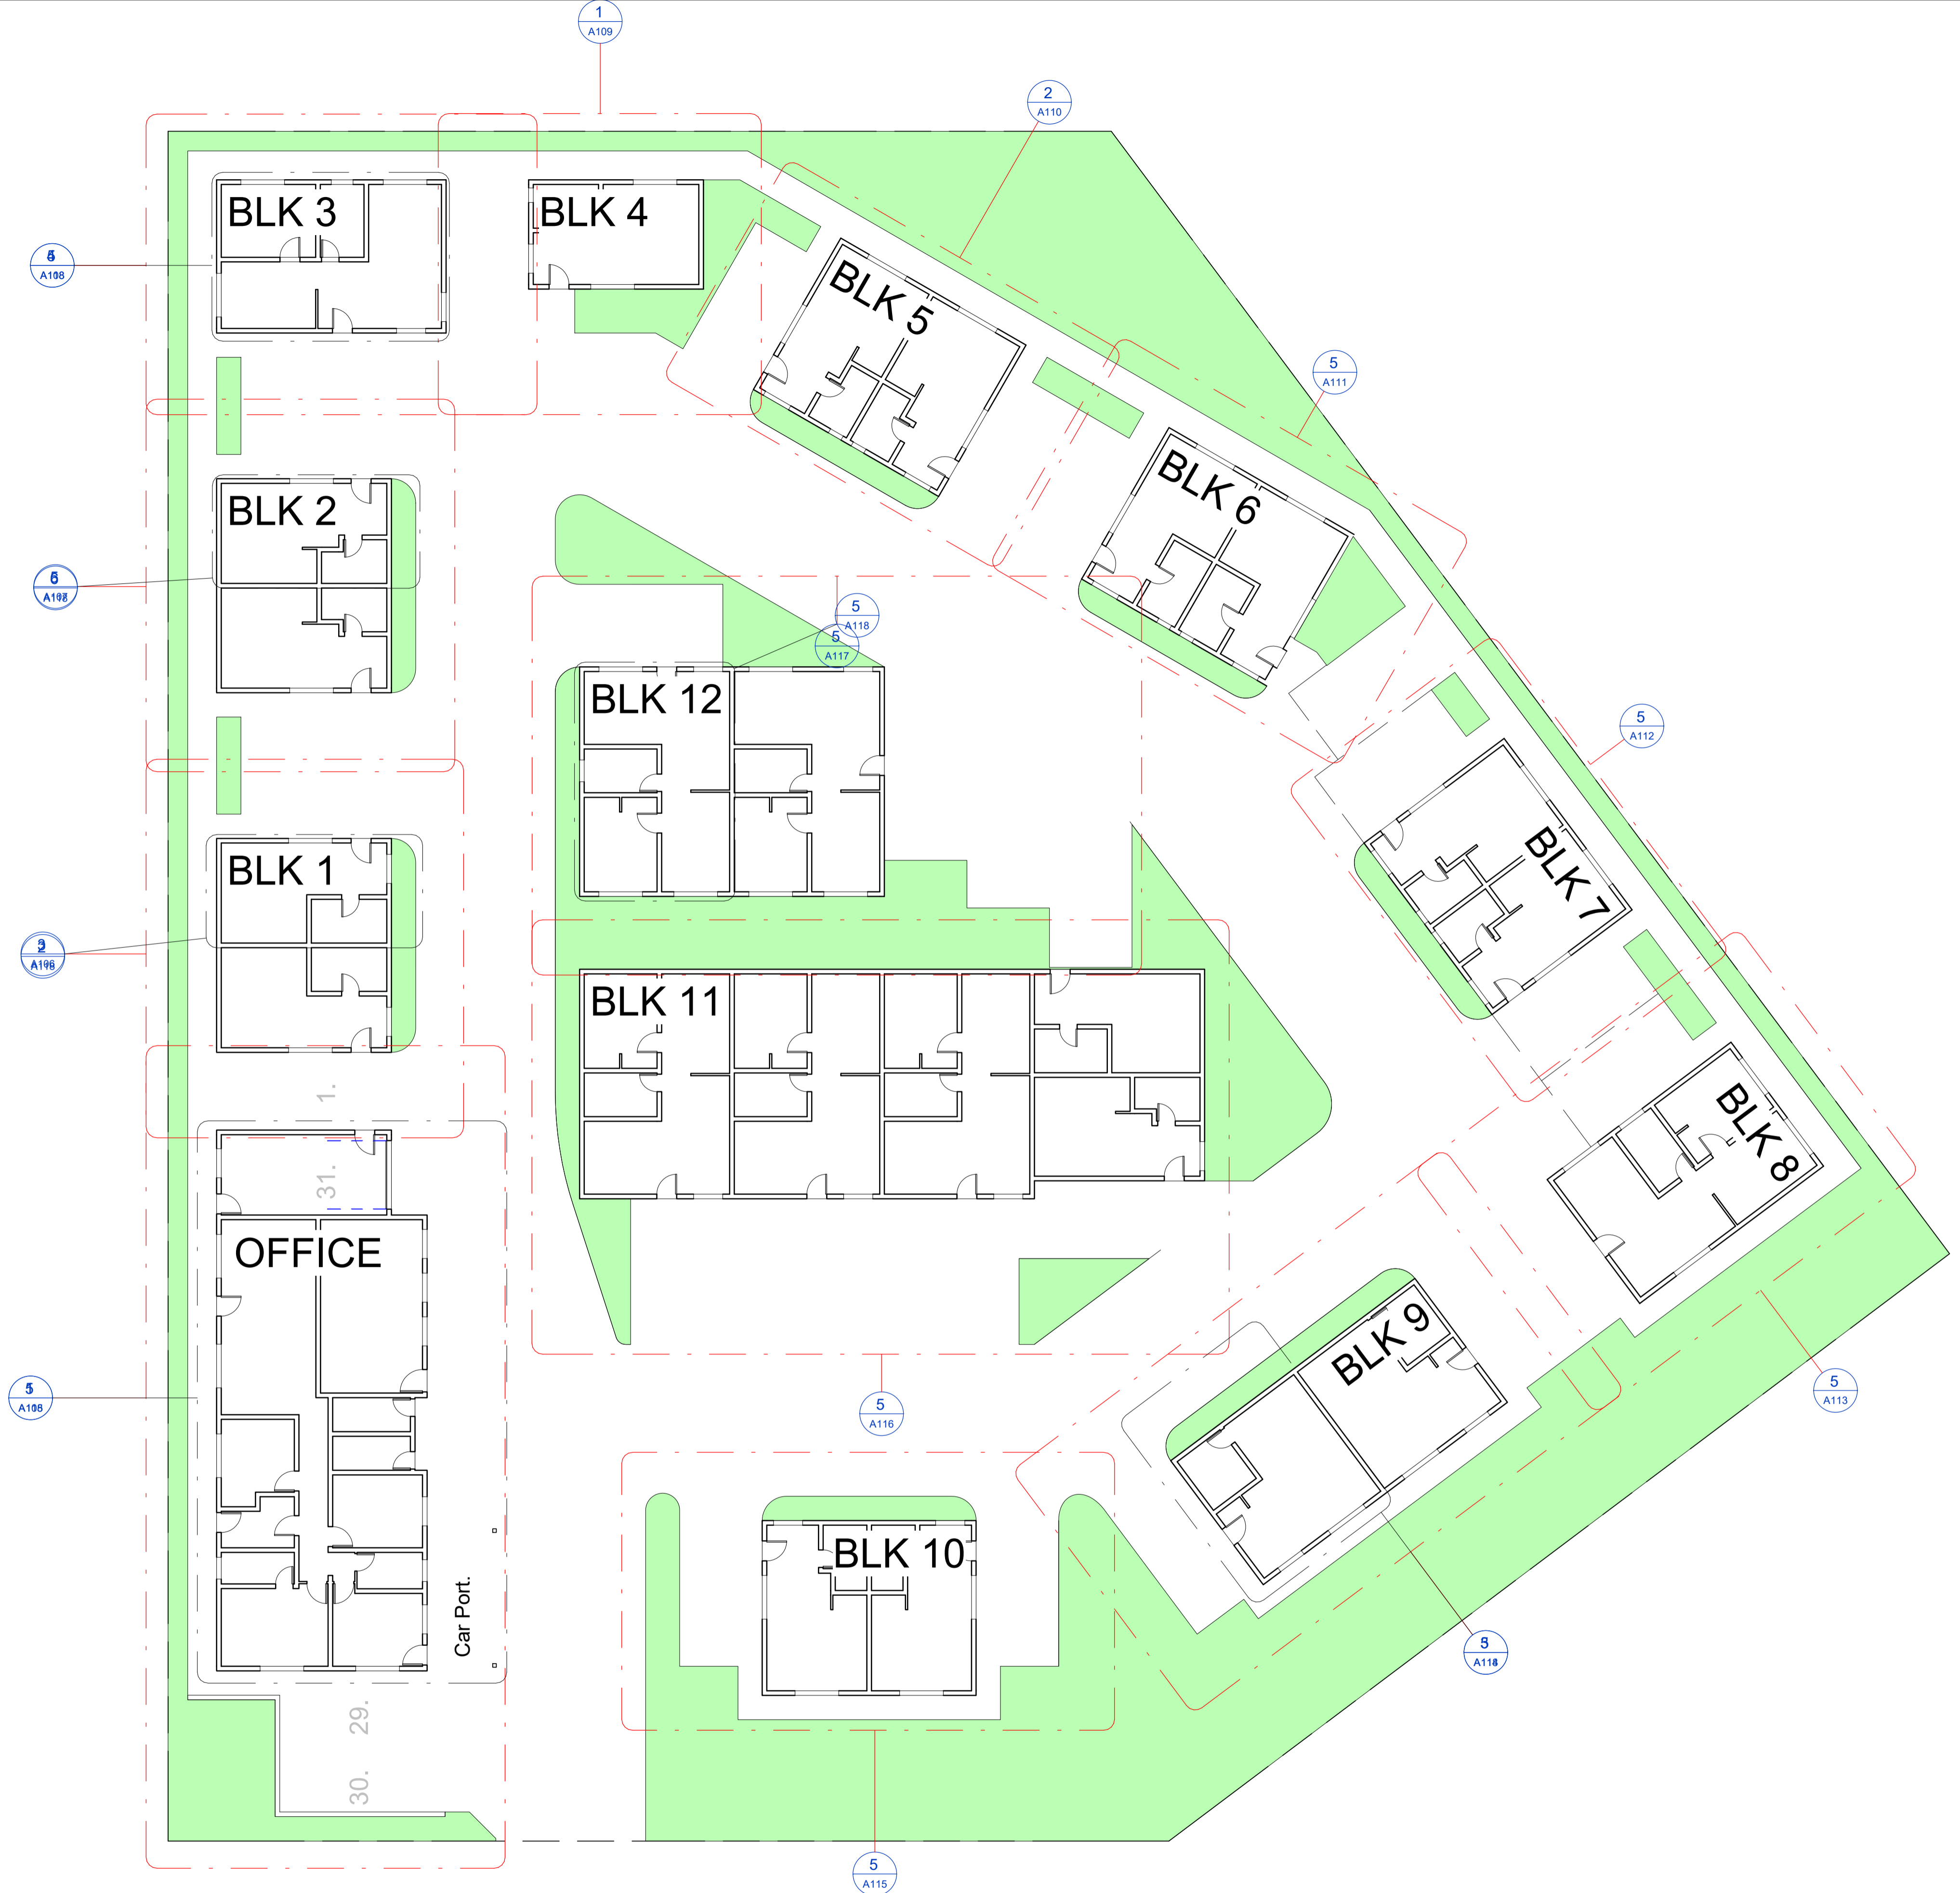 1
A109
2
A110
BLK 3
BLK 4
BLK 5
5
A111
BLK 6
BLK 2
5
A118
5
A117
BLK 12
5
A112
BLK 7
BLK 1
BLK 11
1.
31.
BLK 8
OFFICE
BLK 9
5
A113
5
A116
BLK 10
Car Port.
29.
30.
5
A115